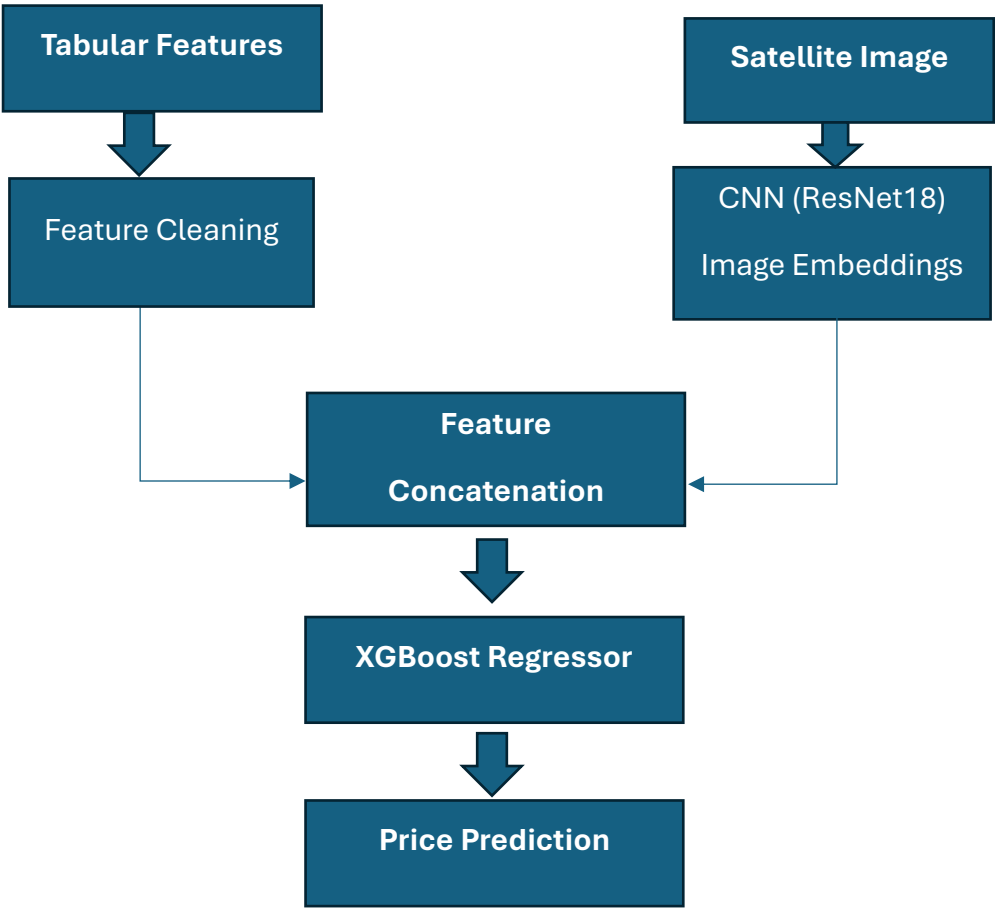 Tabular Features
Satellite Image
Feature Cleaning
CNN (ResNet18)
Image Embeddings
Feature
Concatenation
XGBoost Regressor
Price Prediction